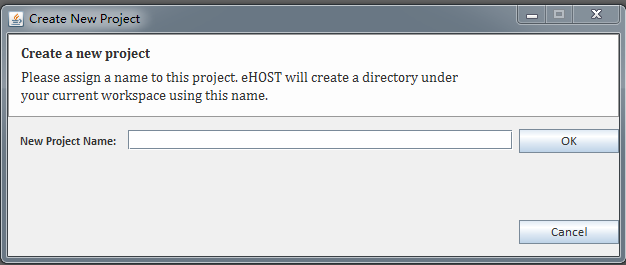 Create New Project
Create a new project
Please assign a name to this project. eHOST will create a directory under
your current workspace using this name.
New Project Name:
OK
Cancel